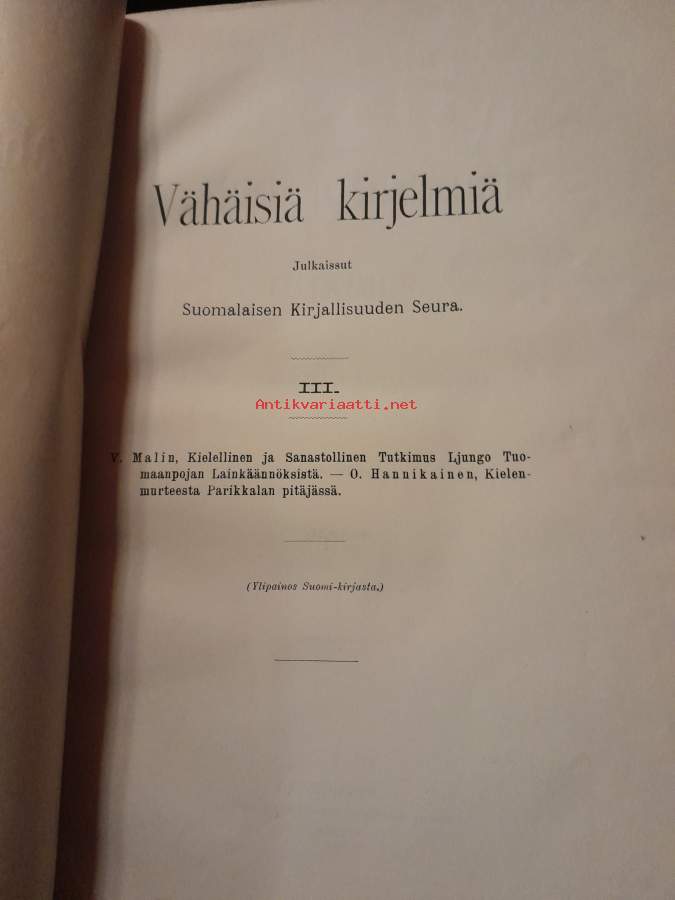 Vähäisiä kirjelmiä
Julkaissut
Suomalaisen Kirjallisuuden Seura.
III.
Antikvariaatti.net
V. Malin, Kielellinen ja Sanastollinen Tutkimus Ljungo Tuo-
maanpojan Lainkäännöksistä. — O. Hannikainen, Kielen-
murteesta Parikkalan pitäjässä.
(Ylipainos Suomi-kirjasta.)